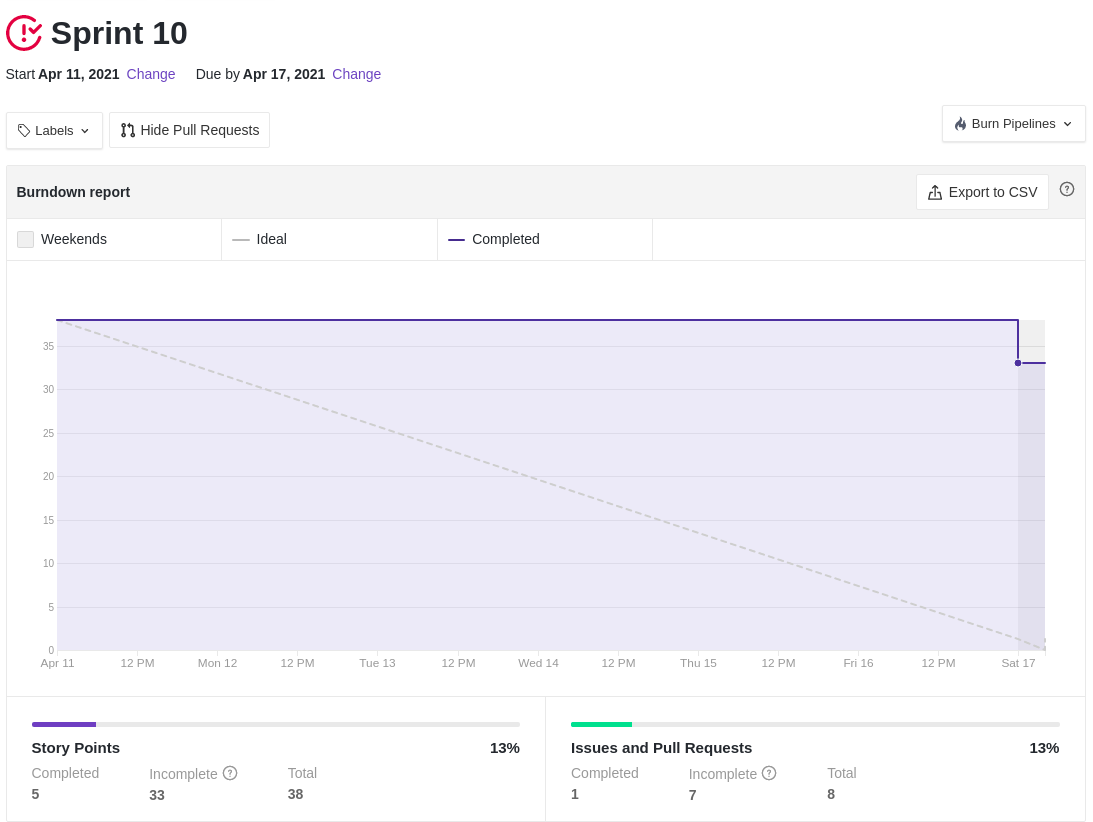 Sprint 10
Start Apr 11, 2021 Change Due by Apr 17, 2021 Change
Labels Hide Pull Requests Burn Pipelines
Burndown report Export to CSV
Weekends Ideal Completed
35
30
25
20
15
10
5
0
Apr 11 12 PM Mon 12 12 PM Tue 13 12 PM Wed 14 12 PM Thu 15 12 PM Fri 16 12 PM Sat 17
Story Points 13%
Completed Incomplete Total
5 33 38
Issues and Pull Requests 13%
Completed Incomplete Total
1 7 8